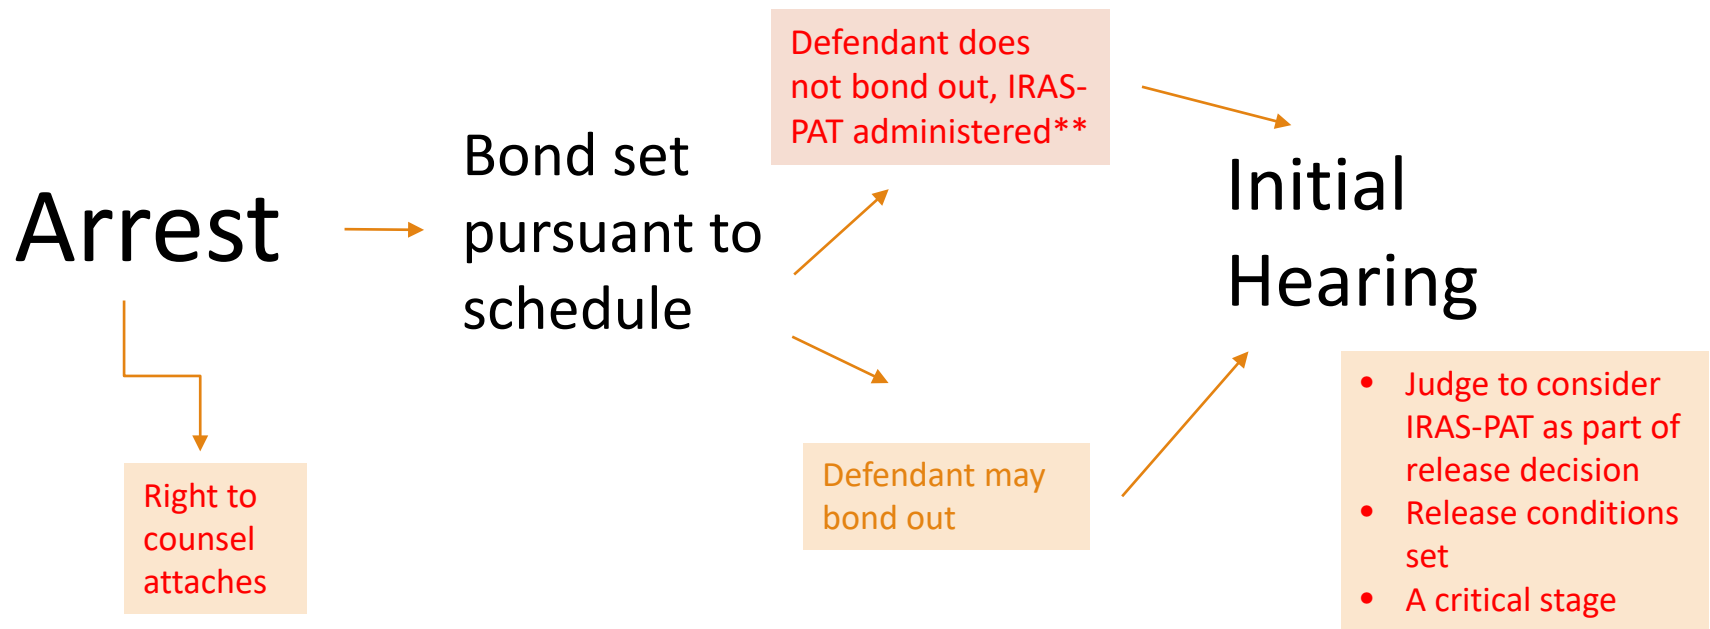 Arrest
Right to
counsel
attaches
Bond set
pursuant to
schedule
Defendant does
not bond out, IRAS-
PAT administered**
Defendant may
bond out
Initial
Hearing
• Judge to consider
IRAS-PAT as part of
release decision
• Release conditions
set
• A critical stage